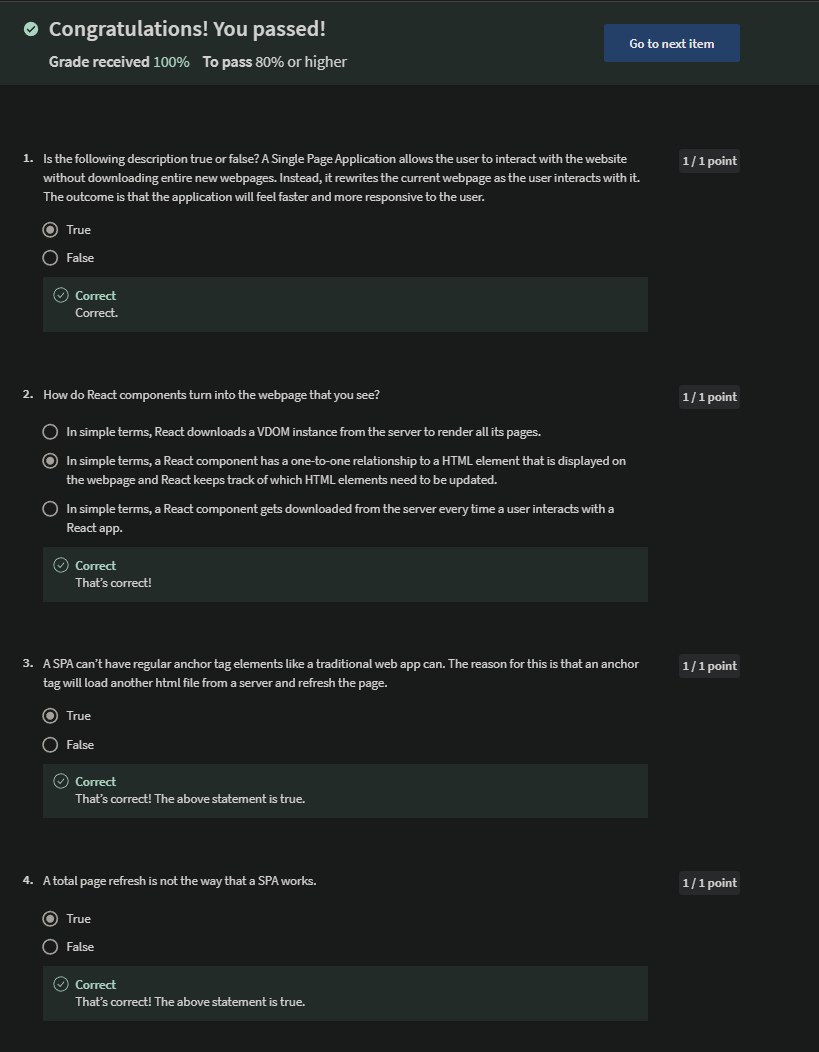 Congratulations! You passed!
Go to next item
Grade received 100% To pass 80% or higher
1. Is the following description true or false? A Single Page Application allows the user to interact with the website
1 / 1 point
without downloading entire new webpages. Instead, it rewrites the current webpage as the user interacts with it.
The outcome is that the application will feel faster and more responsive to the user.
True
False
Correct
Correct.
2. How do React components turn into the webpage that you see?
1 / 1 point
In simple terms, React downloads a VDOM instance from the server to render all its pages.
In simple terms, a React component has a one-to-one relationship to a HTML element that is displayed on
the webpage and React keeps track of which HTML elements need to be updated.
In simple terms, a React component gets downloaded from the server every time a user interacts with a
React app.
Correct
That's correct!
3. A SPA can't have regular anchor tag elements like a traditional web app can. The reason for this is that an anchor
1 / 1 point
tag will load another html file from a server and refresh the page.
True
False
Correct
That's correct! The above statement is true.
4. A total page refresh is not the way that a SPA works.
1 / 1 point
True
False
Correct
That's correct! The above statement is true.